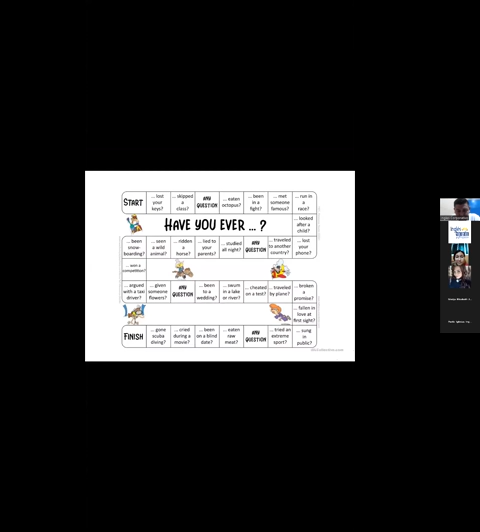 START
... lost your keys?
... skipped a class?
ANY QUESTION
... eaten octopus?
... been in a fight?
... met someone famous?
... run in a race?
HAVE YOU EVER ... ?
... looked after a child?
... been snow-boarding?
... seen a wild animal?
... ridden a horse?
... lied to your parents?
... studied all night?
ANY QUESTION
... traveled to another country?
... lost your phone?
... won a competition?
... argued with a taxi driver?
... given someone flowers?
ANY QUESTION
... been to a wedding?
... swum in a lake or river?
... cheated on a test?
... traveled by plane?
... broken a promise?
... fallen in love at first sight?
FINISH
... gone scuba diving?
... cried during a movie?
... been on a blind date?
... eaten raw meat?
ANY QUESTION
... tried an extreme sport?
... sung in public?